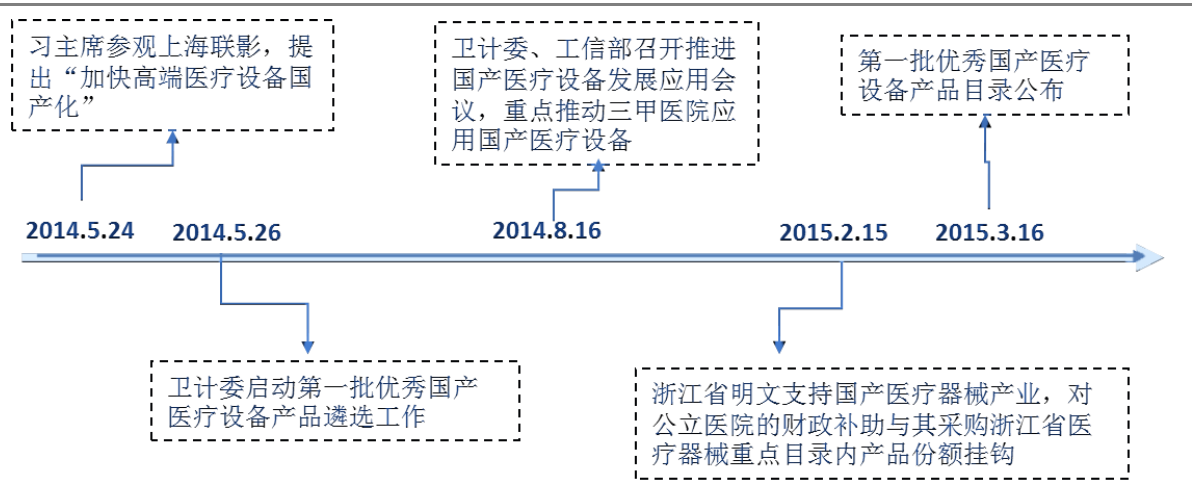 习主席参观上海联影，提
出“加快高端医疗设备国
产化”
卫计委、工信部召开推进
国产医疗设备发展应用会
议，重点推动三甲医院应
用国产医疗设备
第一批优秀国产医疗
设备产品目录公布
2014.5.24
2014.5.26
2014.8.16
2015.2.15
2015.3.16
卫计委启动第一批优秀国产
医疗设备产品遴选工作
浙江省明文支持国产医疗器械产业，对
公立医院的财政补助与其采购浙江省医
疗器械重点目录内产品份额挂钩